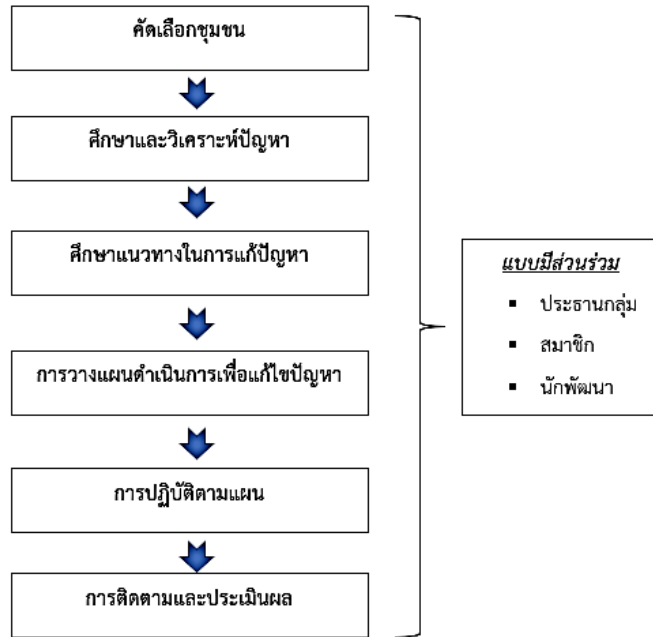 คัดเลือกชุมชน
ศึกษาและวิเคราะห์ปัญหา
ศึกษาแนวทางในการแก้ปัญหา
การวางแผนดำเนินการเพื่อแก้ไขปัญหา
การปฏิบัติตามแผน
การติดตามและประเมินผล
แบบมีส่วนร่วม
▪ ประธานกลุ่ม
▪ สมาชิก
▪ นักพัฒนา